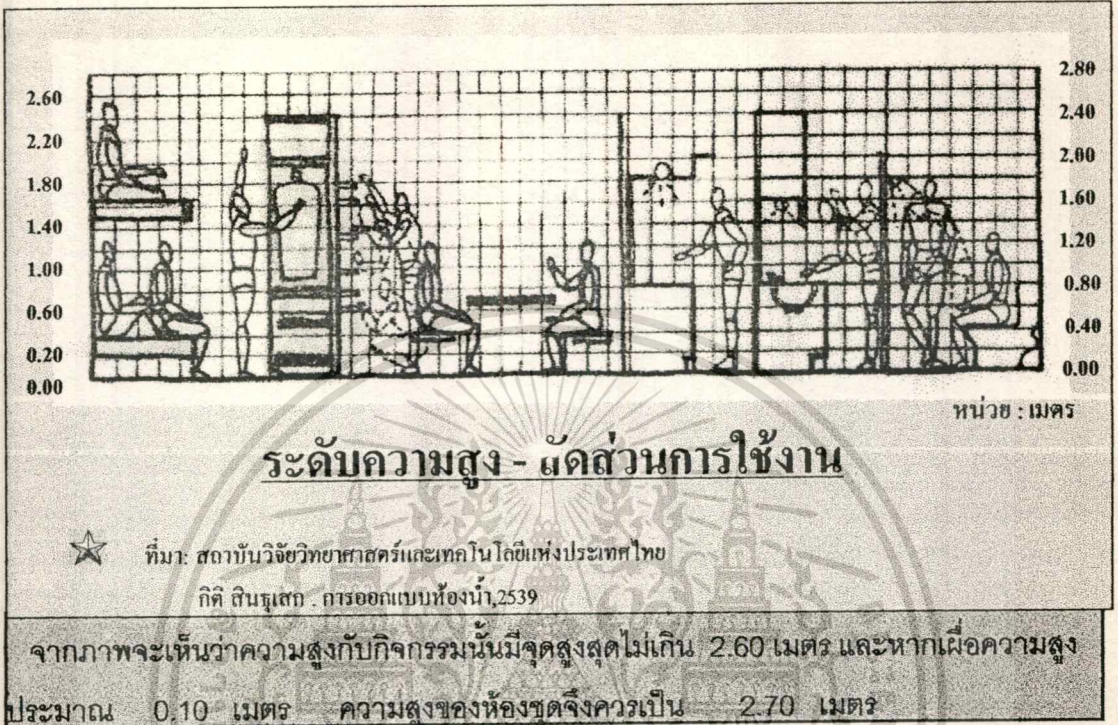 2.80
2.60
2.40
2.20
2.00
1.80
1.60
1.40
1.20
1.00
0.80
0.60
0.40
0.20
0.00
0.00
หน่วย : เมตร
ระดับความสูง - สัดส่วนการใช้งาน
ที่มา: สถาบันวิจัยวิทยาศาสตร์และเทคโนโลยีแห่งประเทศไทย
กิติ สินธุเสก . การออกแบบห้องน้ำ,2539
จากภาพจะเห็นว่าความสูงกับกิจกรรมนั้นมีจุดสูงสุดไม่เกิน 2.60 เมตร และหากเผื่อความสูง
ประมาณ 0.10 เมตร ความสูงของห้องชุดจึงควรเป็น 2.70 เมตร